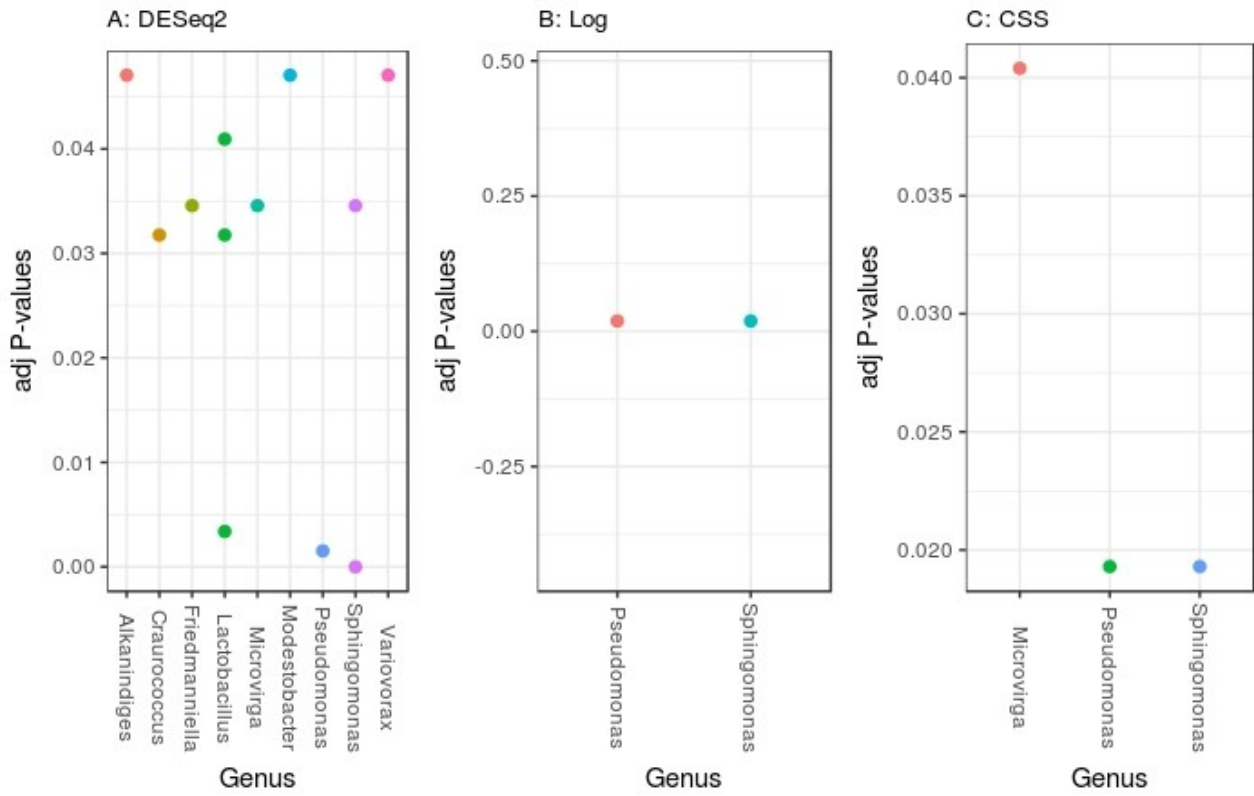 A: DESeq2
adj P-values
0.04
0.03
0.02
0.01
0.00
Alkanindiges
Craurococcus
Friedmanniella
Lactobacillus
Microvirga
Modestobacter
Pseudomonas
Sphingomonas
Variovorax
Genus
B: Log
adj P-values
0.50
0.25
0.00
-0.25
Pseudomonas
Sphingomonas
Genus
C: CSS
adj P-values
0.040
0.035
0.030
0.025
0.020
Microvirga
Pseudomonas
Sphingomonas
Genus